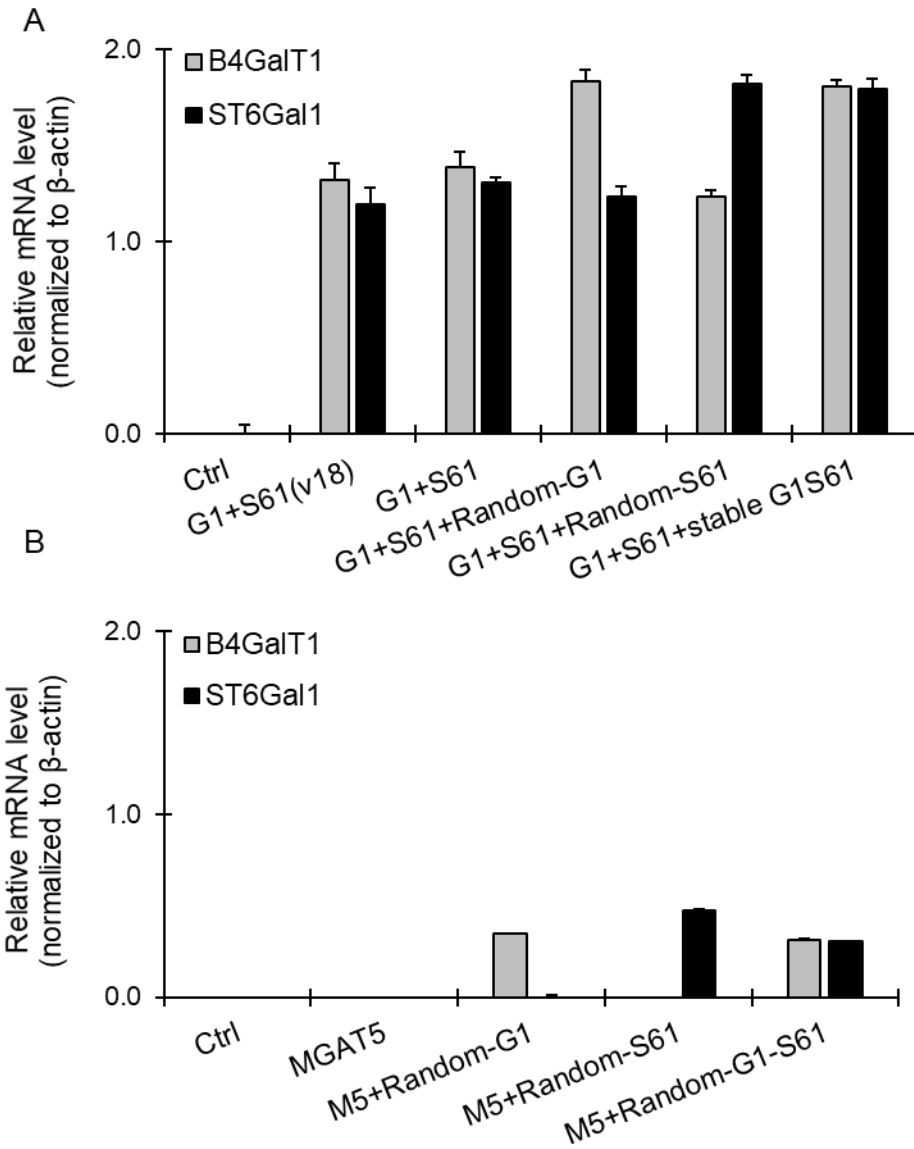 A
2.0
B4GalT1
ST6Gal1
Relative mRNA level
(normalized to β-actin)
1.0
0.0
Ctrl
G1+S61(v18)
G1+S61
G1+S61+Random-G1
G1+S61+Random-S61
G1+S61+stable G1S61
B
2.0
B4GalT1
ST6Gal1
Relative mRNA level
(normalized to β-actin)
1.0
0.0
Ctrl
MGAT5
M5+Random-G1
M5+Random-S61
M5+Random-G1-S61